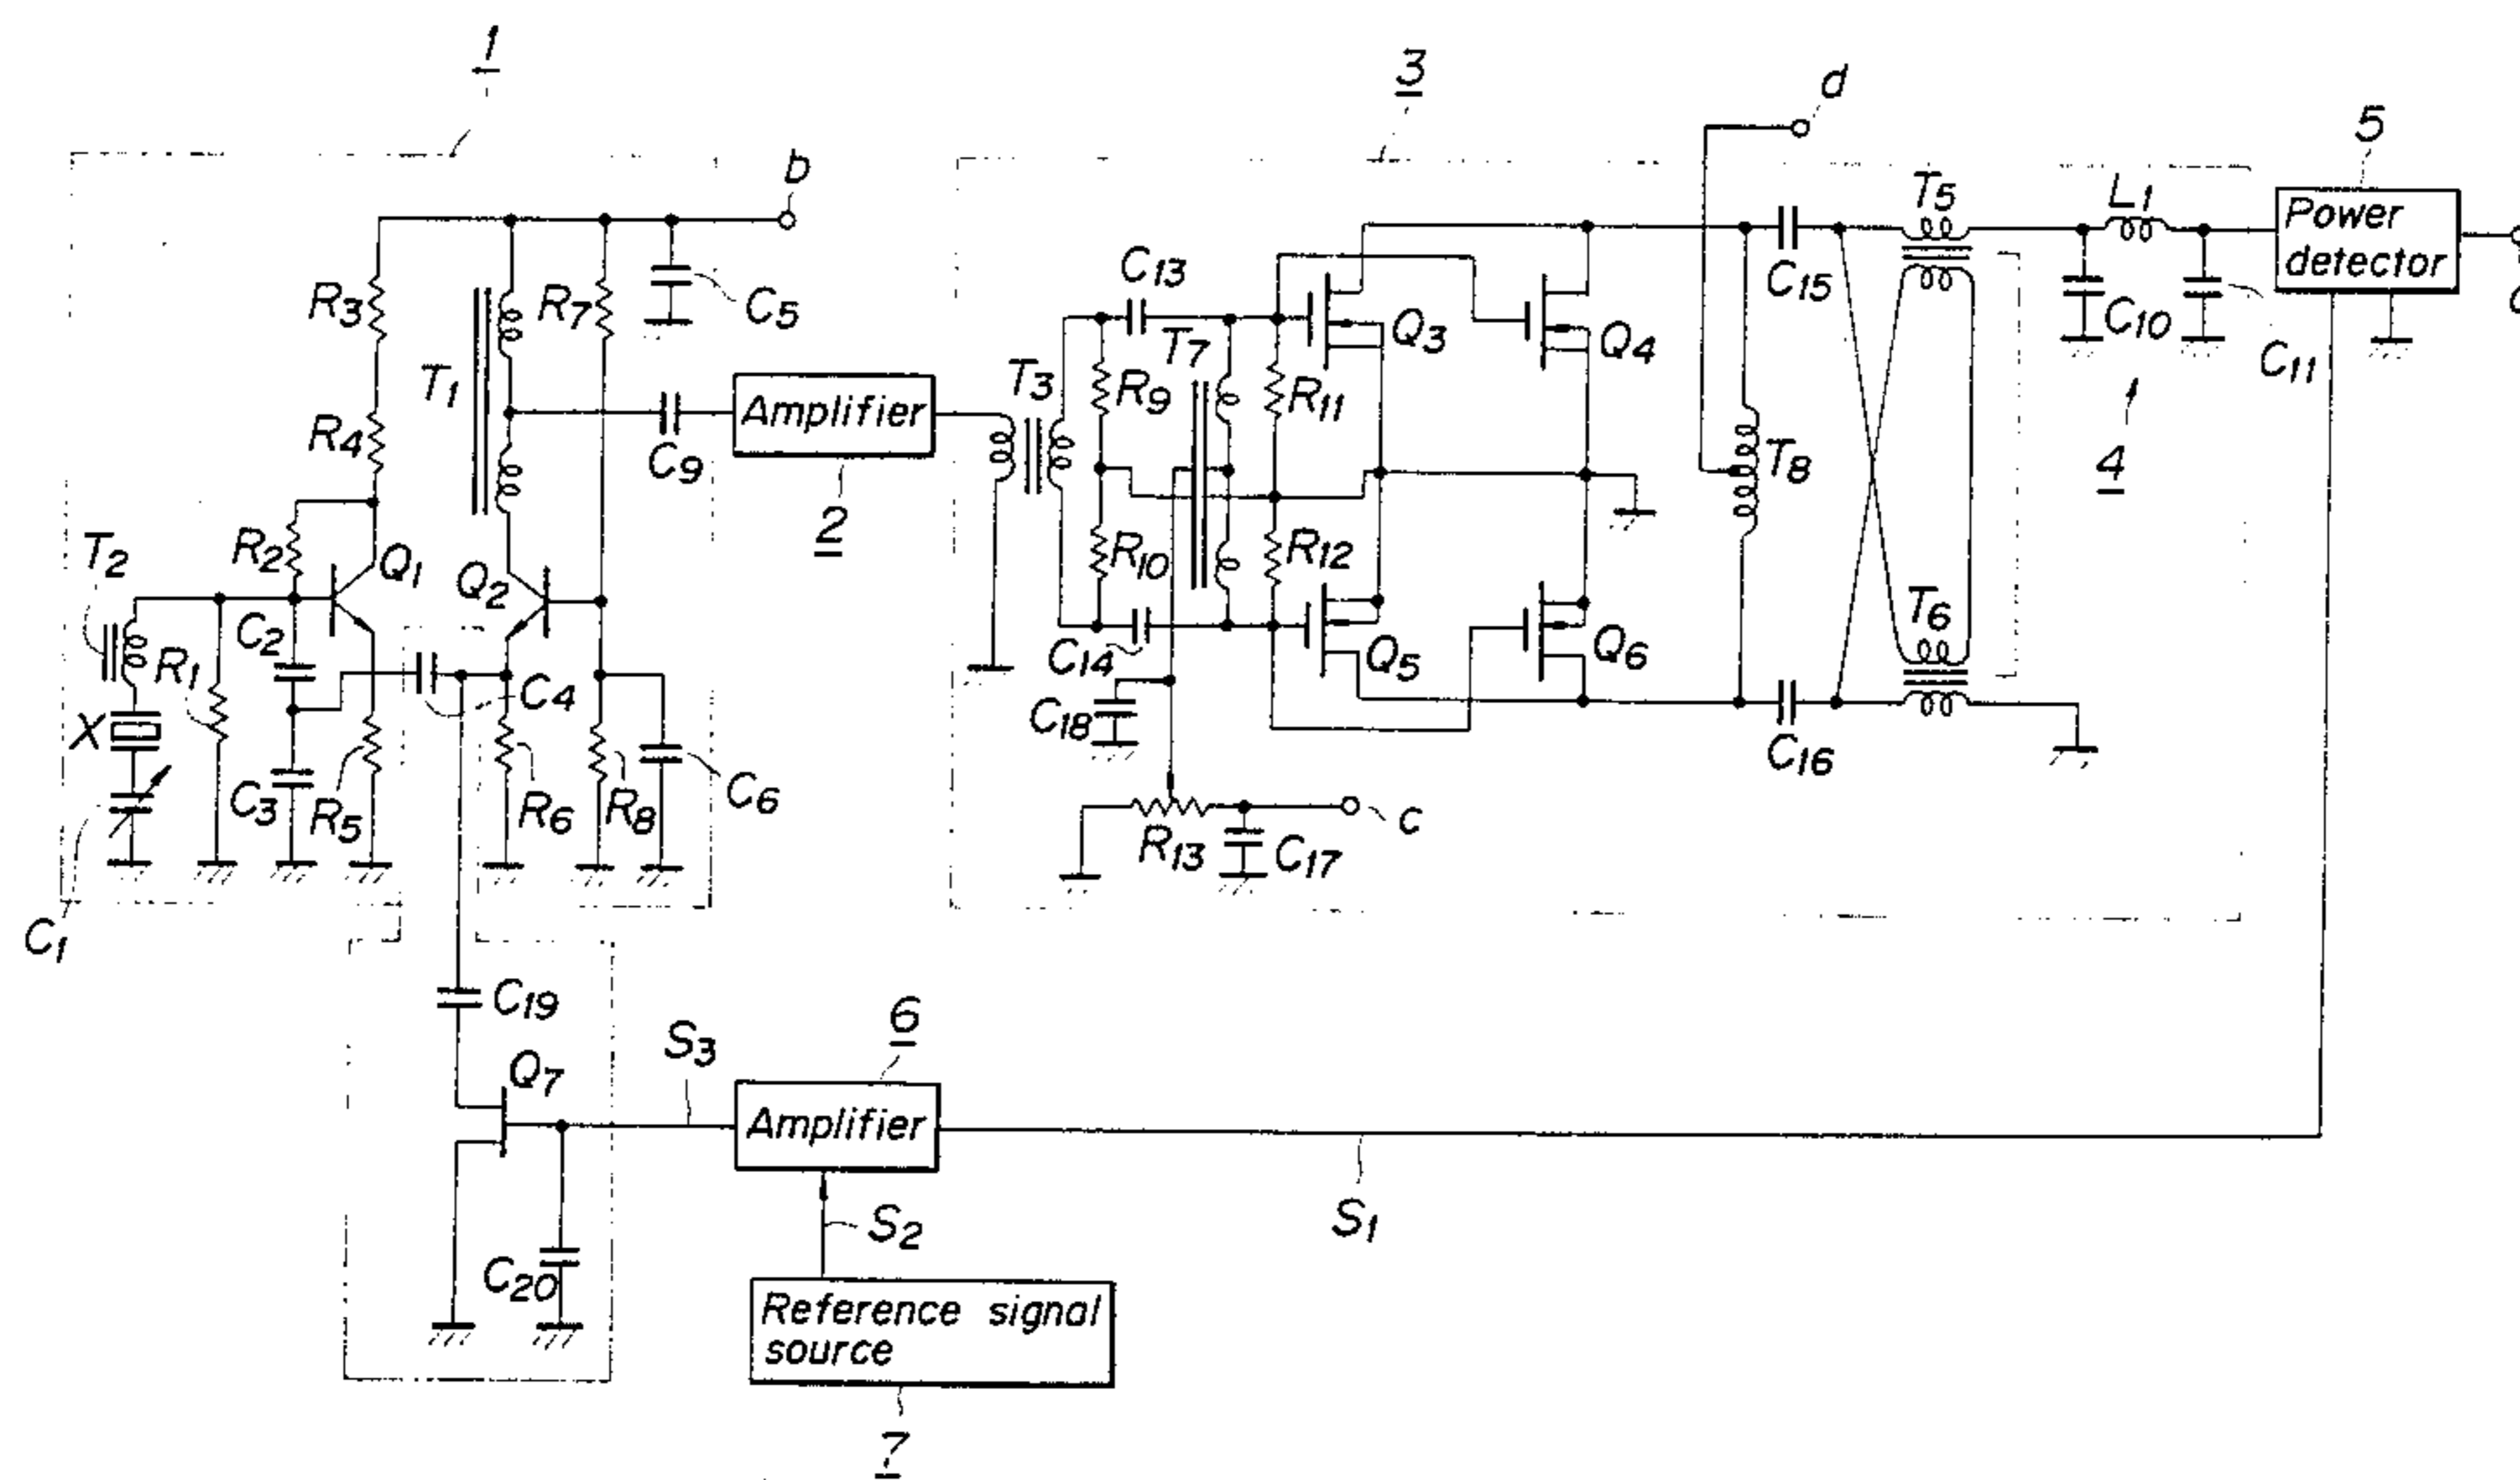 1
3
d
5
b
T5
L1
Power
detector
C13
C15
R3
R7
C5
Q3
Q4
C10
C11
T7
T3
T1
R9
R11
Amplifier
R4
C9
T8
4
2
R2
T2
Q1
Q2
R10
R12
T6
C2
R1
C14
Q5
Q6
C4
C18
X
C16
C3
R5
R6
R8
C6
R13
C17
c
C1
C19
6
S3
Q7
Amplifier
S2
S1
C20
Reference signal
source
7